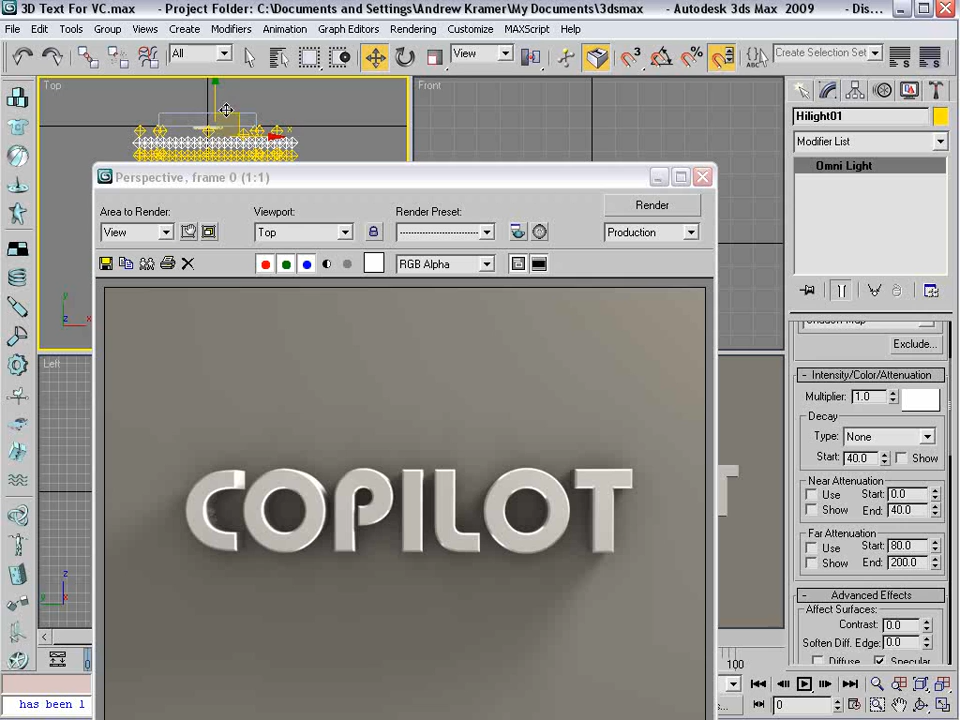 3D Text For VC.max - Project Folder: C:\Documents and Settings\Andrew Kramer\My Documents\3dsmax - Autodesk 3ds Max 2009 - Dis...
File Edit Tools Group Views Create Modifiers Animation Graph Editors Rendering Customize MAXScript Help
All View Create Selection Set
Top
Front
Left
Perspective, frame 0 (1:1)
Area to Render: Viewport: Render Preset: Render
View Top Production
RGB Alpha
COPILOT
Hilight01
Modifier List
Omni Light
Exclude...
Intensity/Color/Attenuation
Multiplier: 1.0
Decay
Type: None
Start: 40.0 Show
Near Attenuation
Use Start: 0.0
Show End: 40.0
Far Attenuation
Use Start: 80.0
Show End: 200.0
Advanced Effects
Affect Surfaces:
Contrast: 0.0
Soften Diff. Edge: 0.0
Diffuse Specular
100
0
has been l